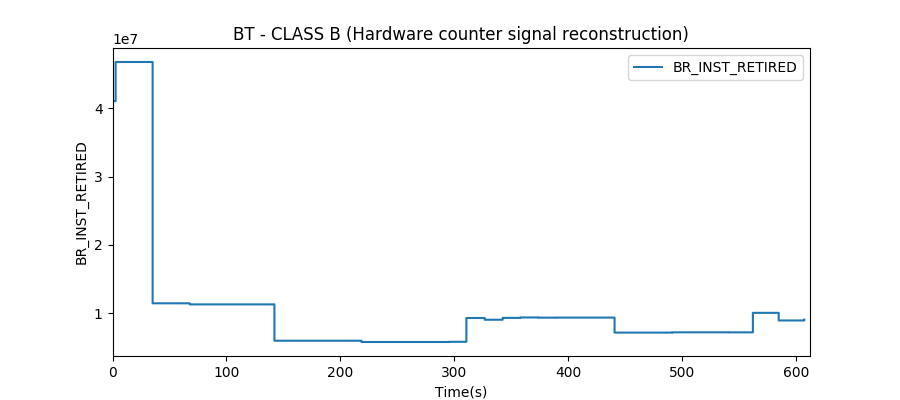 BT - CLASS B (Hardware counter signal reconstruction)
1e7
BR_INST_RETIRED
4
3
2
1
BR_INST_RETIRED
0 100 200 300 400 500 600
Time(s)